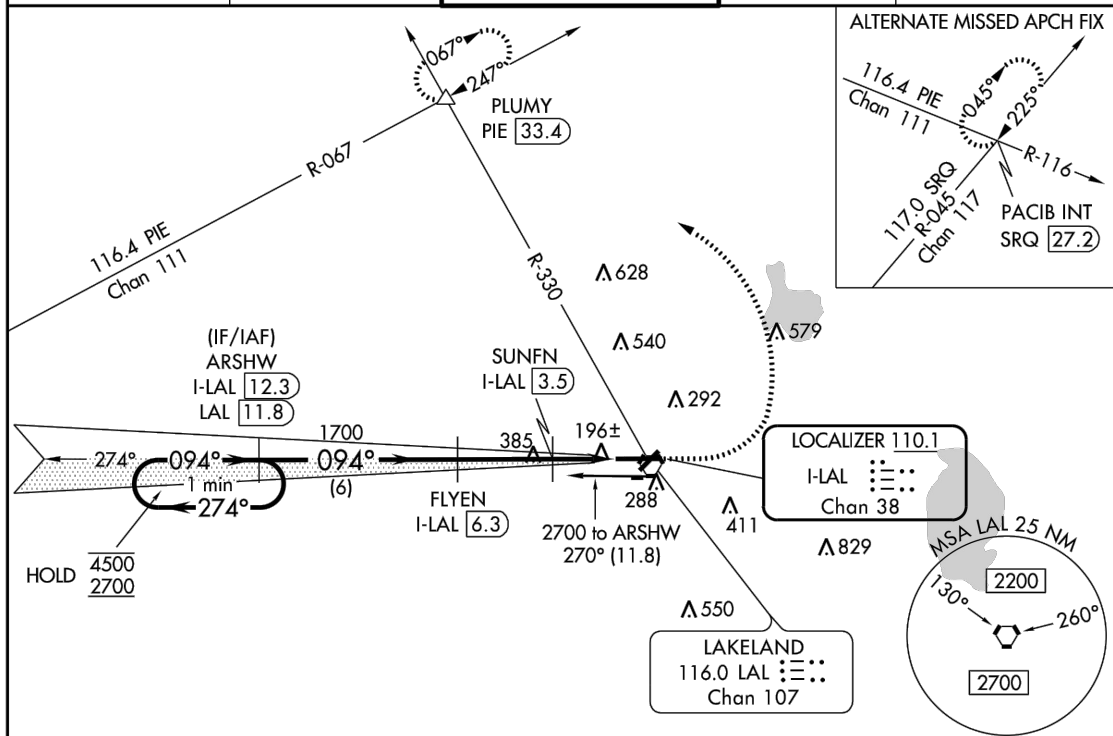 ALTERNATE MISSED APCH FIX
116.4 PIE
Chan 111
045°
225°
R-116
117.0 SRQ
R-045
Chan 117
PACIB INT
SRQ 27.2
067°
247°
PLUMY
PIE 33.4
R-067
116.4 PIE
Chan 111
R-330
628
540
579
292
(IF/IAF)
ARSHW
I-LAL 12.3
LAL 11.8
SUNFN
I-LAL 3.5
1700
385
196±
274°
094°
094°
1 min
(6)
274°
FLYEN
I-LAL 6.3
288
2700 to ARSHW
270° (11.8)
HOLD 4500
2700
LOCALIZER 110.1
I-LAL
Chan 38
411
829
550
LAKELAND
116.0 LAL
Chan 107
MSA LAL 25 NM
2200
130°
260°
2700